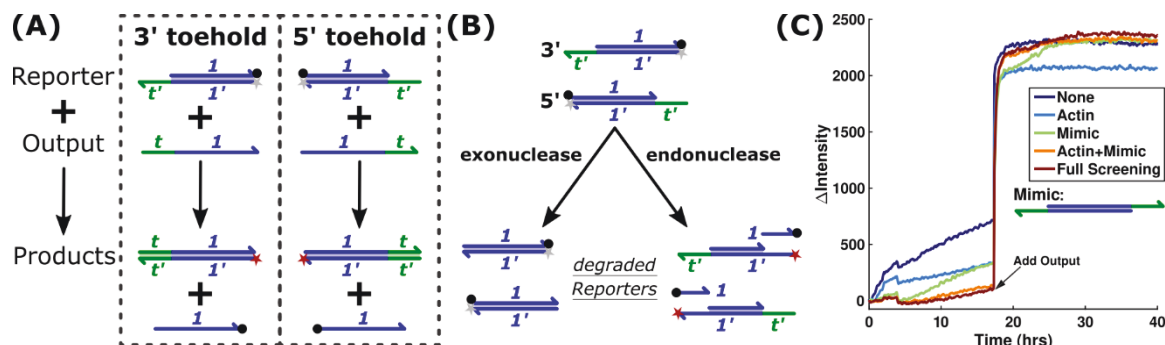 (A)
3' toehold
5' toehold
Reporter
1
1'
t'
1
1'
t'
+
+
+
Output
t
1
1
t
Products
t
1
t'
1'
1
t
1'
t'
+
+
1
1
(B)
3'
1
t'
1'
5'
1
1'
t'
exonuclease
endonuclease
1
1'
1
1'
degraded
Reporters
1
1
t'
1'
1
1
1'
t'
(C)
ΔIntensity
2500
2000
1500
1000
500
0
None
Actin
Mimic
Actin+Mimic
Full Screening
Mimic:
Add Output
0
10
20
30
40
Time (hrs)